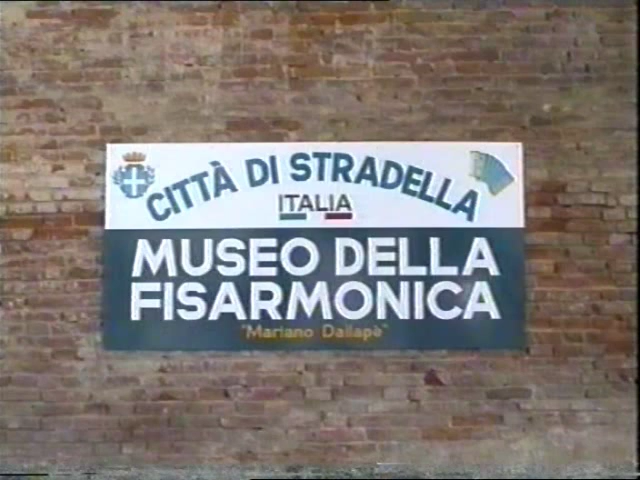 CITTÀ DI STRADELLA
ITALIA
MUSEO DELLA
FISARMONICA
"Mariano Dallapè"